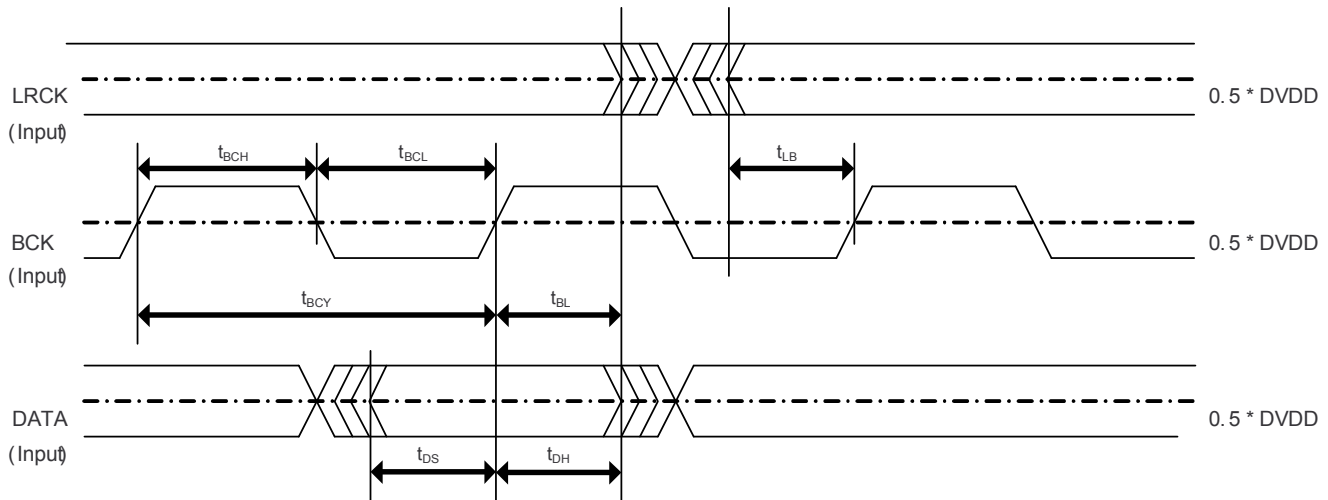 LRCK
(Input)
0.5 * DVDD
tBCH
tBCL
tLB
BCK
(Input)
0.5 * DVDD
tBCY
tBL
DATA
(Input)
0.5 * DVDD
tDS
tDH